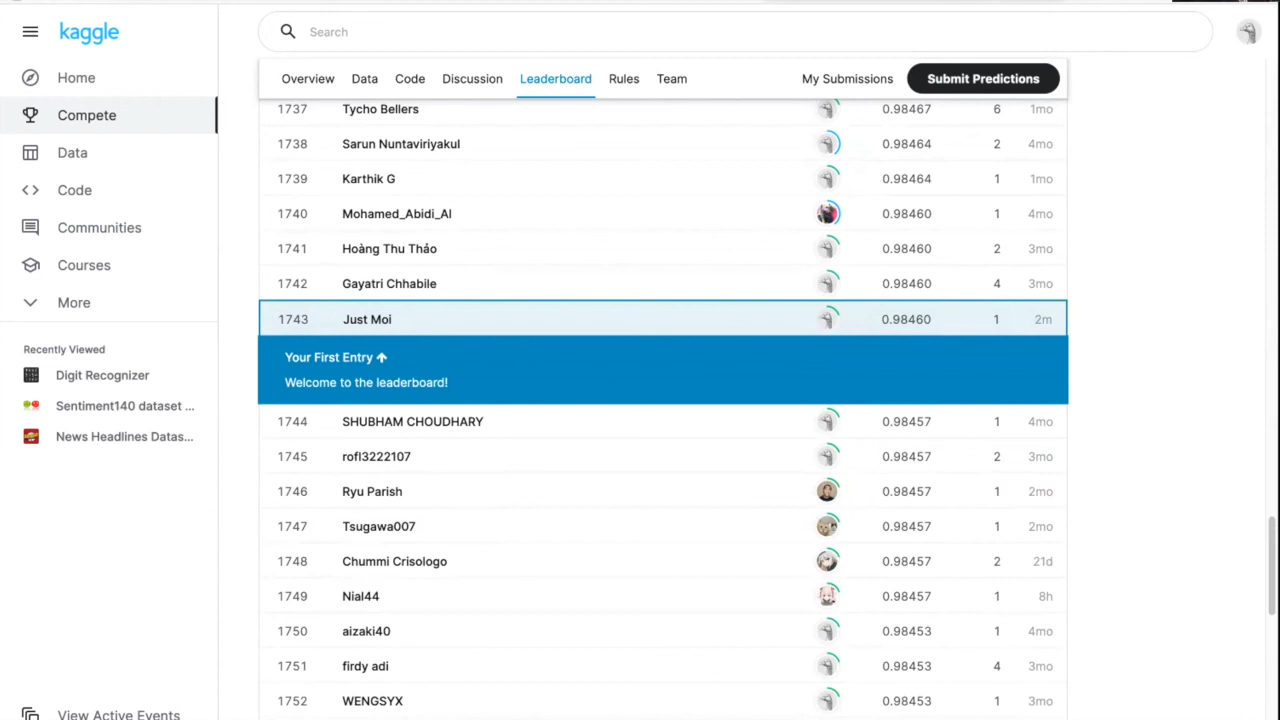 kaggle
Search
Home
Compete
Data
Code
Communities
Courses
More
Recently Viewed
Digit Recognizer
Sentiment140 dataset ...
News Headlines Datas...
View Active Events
Overview Data Code Discussion Leaderboard Rules Team My Submissions Submit Predictions
1737 Tycho Bellers 0.98467 6 1mo
1738 Sarun Nuntaviriyakul 0.98464 2 4mo
1739 Karthik G 0.98464 1 1mo
1740 Mohamed_Abidi_AI 0.98460 1 4mo
1741 Hoàng Thu Thảo 0.98460 2 3mo
1742 Gayatri Chhabile 0.98460 4 3mo
1743 Just Moi 0.98460 1 2m
Your First Entry
Welcome to the leaderboard!
1744 SHUBHAM CHOUDHARY 0.98457 1 4mo
1745 rofl3222107 0.98457 2 3mo
1746 Ryu Parish 0.98457 1 2mo
1747 Tsugawa007 0.98457 1 2mo
1748 Chummi Crisologo 0.98457 2 21d
1749 Nial44 0.98457 1 8h
1750 aizaki40 0.98453 1 4mo
1751 firdy adi 0.98453 4 3mo
1752 WENGSYX 0.98453 1 3mo